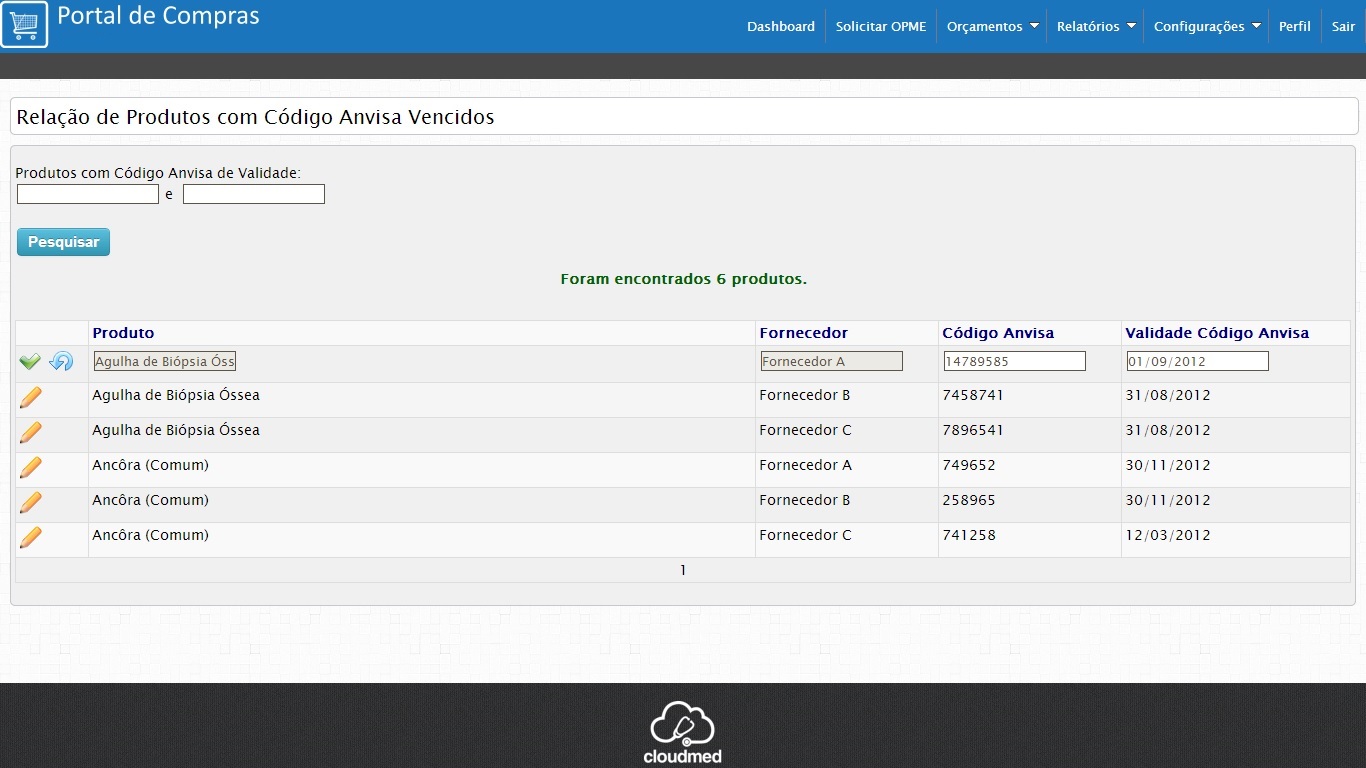 Portal de Compras
Dashboard Solicitar OPME Orçamentos Relatórios Configurações Perfil Sair
Relação de Produtos com Código Anvisa Vencidos
Produtos com Código Anvisa de Validade:
e
Pesquisar
Foram encontrados 6 produtos.
Produto Fornecedor Código Anvisa Validade Código Anvisa
Agulha de Biópsia Óss Fornecedor A 14789585 01/09/2012
Agulha de Biópsia Óssea Fornecedor B 7458741 31/08/2012
Agulha de Biópsia Óssea Fornecedor C 7896541 31/08/2012
Ancôra (Comum) Fornecedor A 749652 30/11/2012
Ancôra (Comum) Fornecedor B 258965 30/11/2012
Ancôra (Comum) Fornecedor C 741258 12/03/2012
1
cloudmed